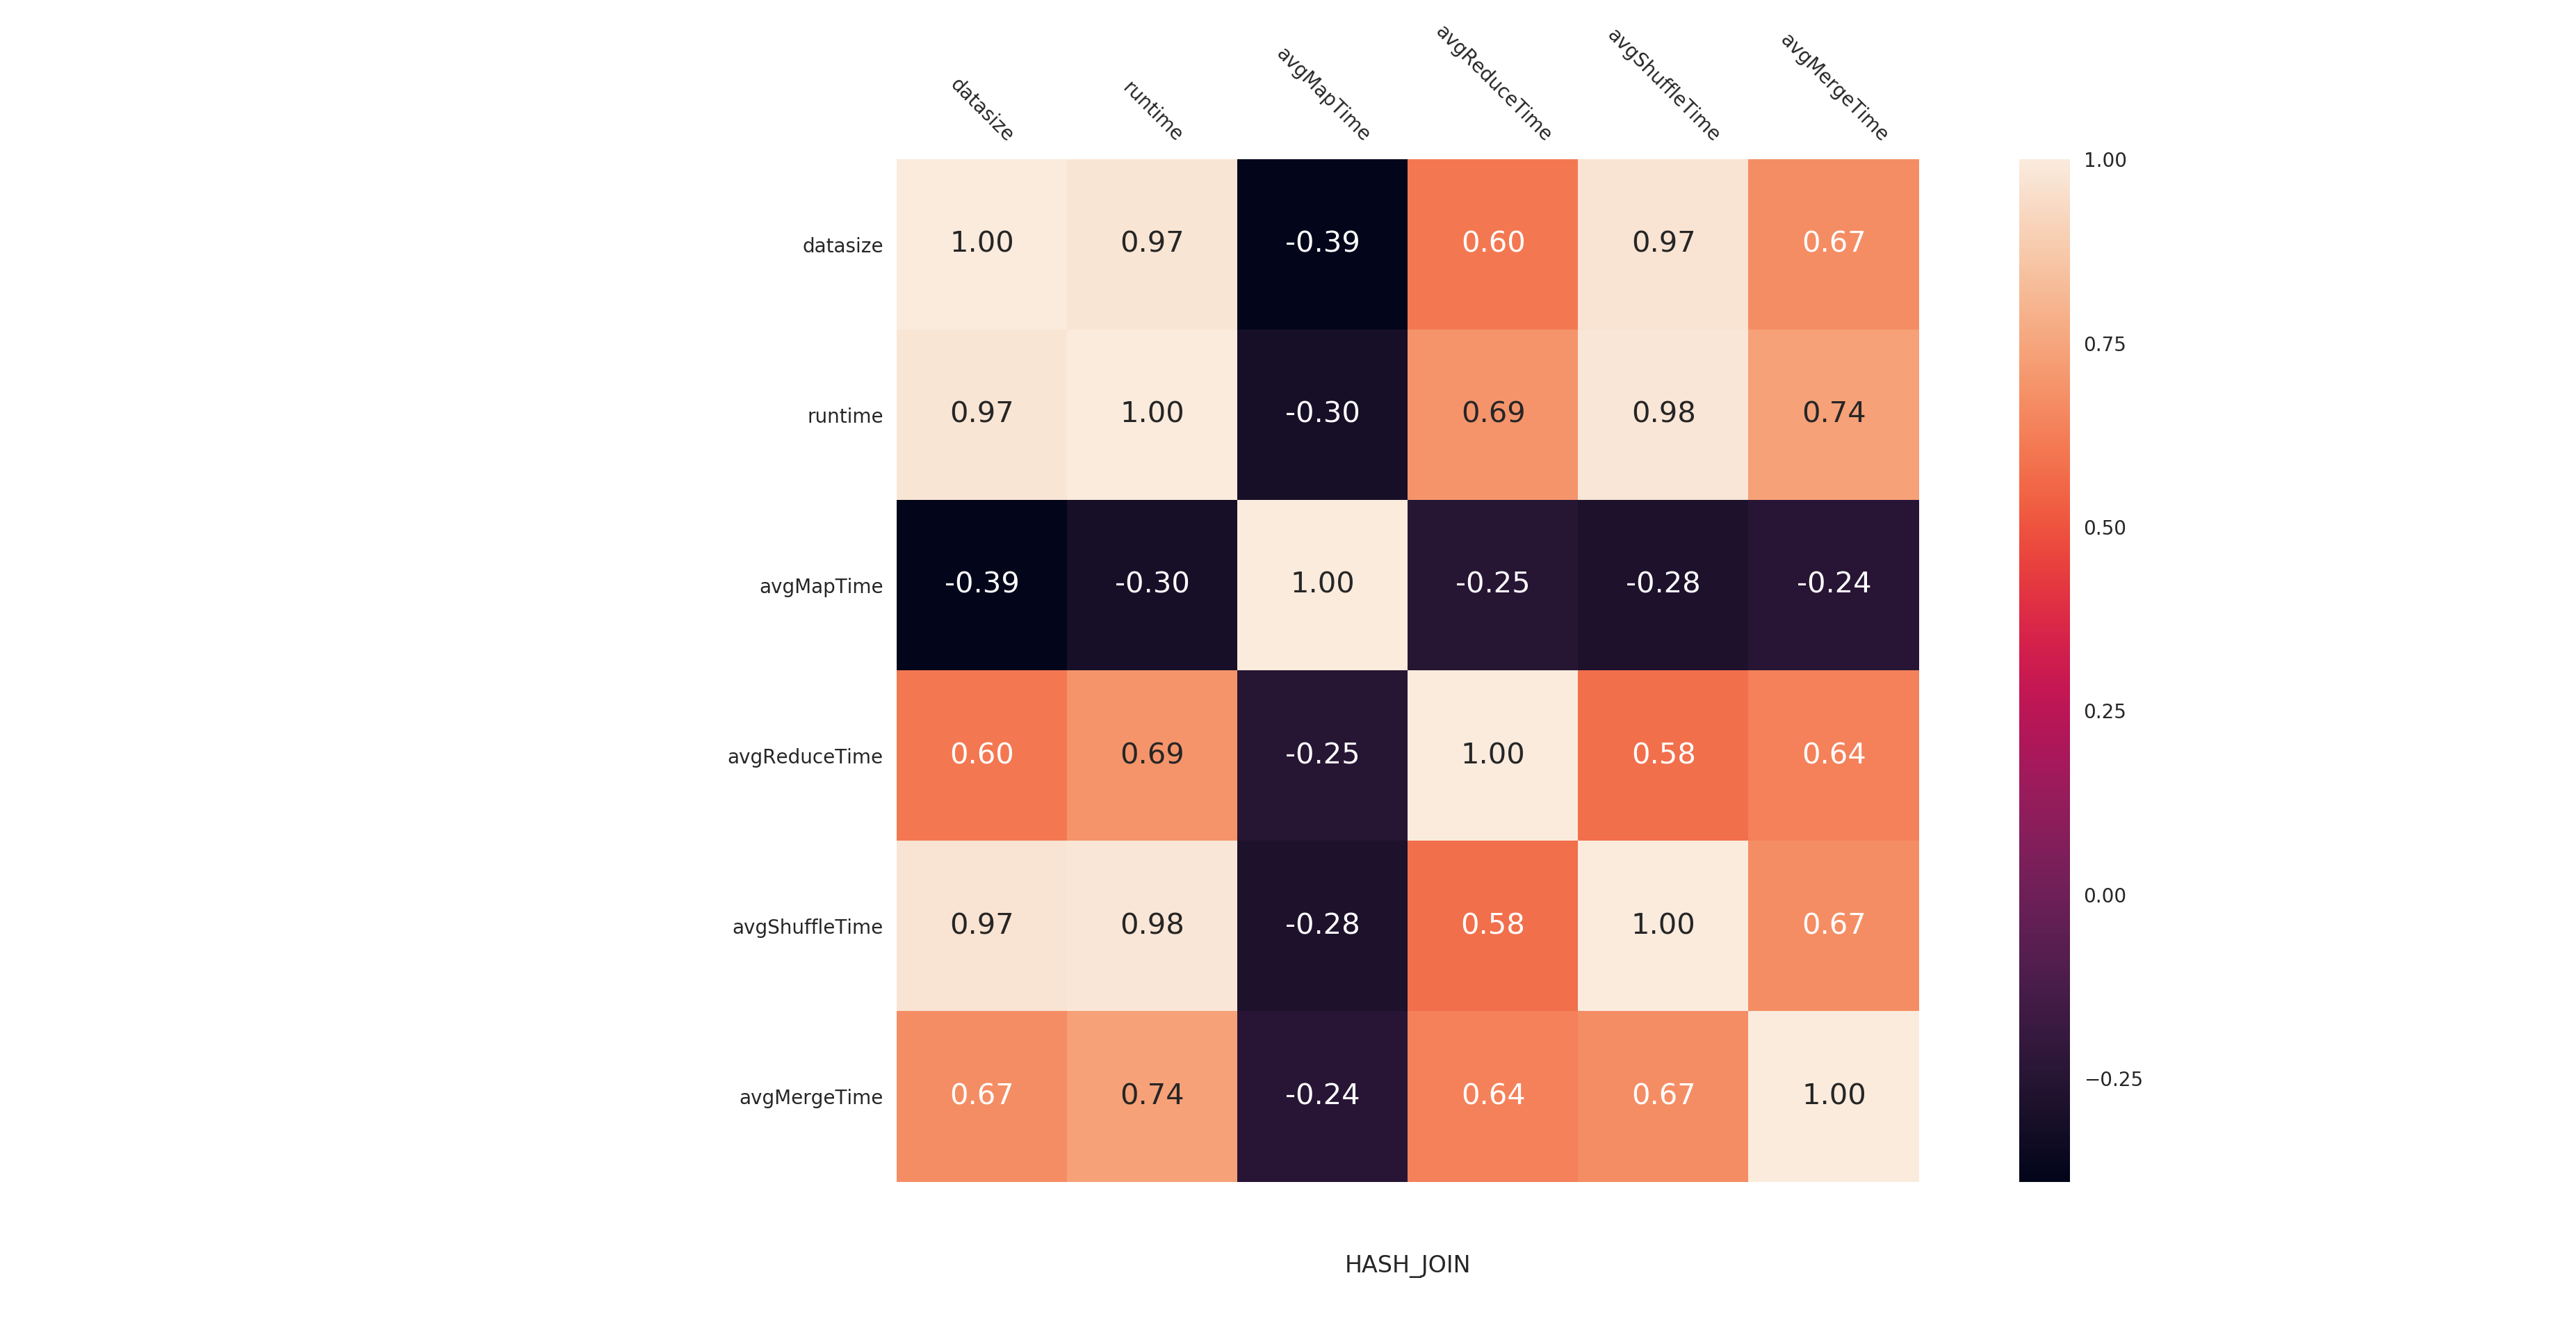 datasize runtime avgMapTime avgReduceTime avgShuffleTime avgMergeTime
datasize 1.00 0.97 -0.39 0.60 0.97 0.67
runtime 0.97 1.00 -0.30 0.69 0.98 0.74
avgMapTime -0.39 -0.30 1.00 -0.25 -0.28 -0.24
avgReduceTime 0.60 0.69 -0.25 1.00 0.58 0.64
avgShuffleTime 0.97 0.98 -0.28 0.58 1.00 0.67
avgMergeTime 0.67 0.74 -0.24 0.64 0.67 1.00
1.00
0.75
0.50
0.25
0.00
−0.25
HASH_JOIN